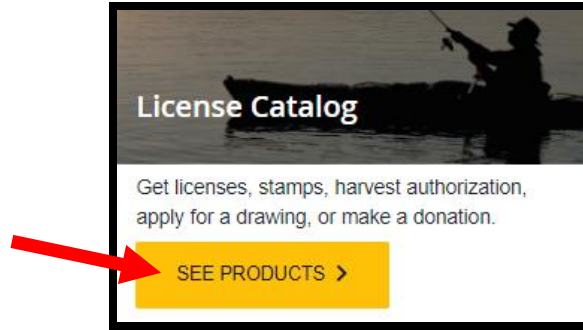 License Catalog
Get licenses, stamps, harvest authorization,
apply for a drawing, or make a donation.
SEE PRODUCTS >